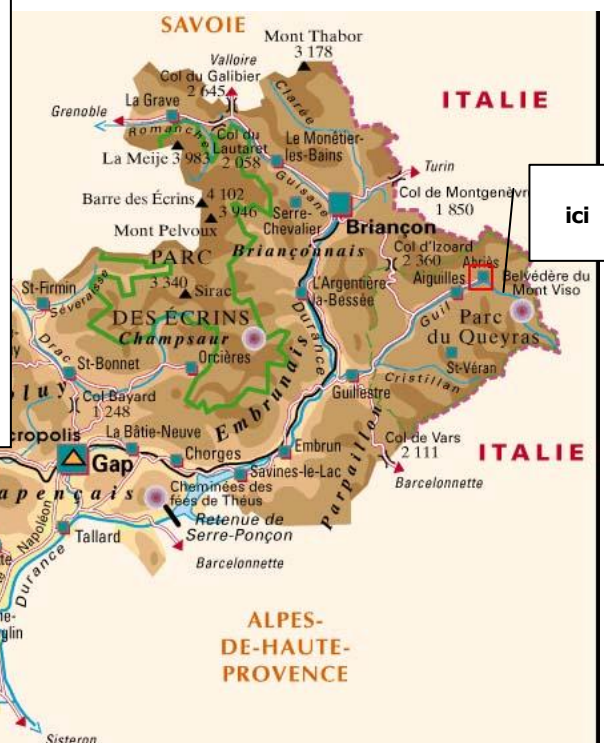 SAVOIE
Mont Thabor
3 178
Valloire
Col du Galibier
2 645
ITALIE
Grenoble
La Grave
Clarée
Romanche
Col du
Lautaret
2 058
Le Monêtier-
les-Bains
La Meije 3 983
Guisane
Turin
Col de Montgenèvre
1 850
ici
Barre des Écrins
4 102
3 946
Mont Pelvoux
Serre-
Chevalier
Briançon
Briançonnais
Col d'Izoard
2 360
Abriès
Aiguilles
Belvédère du
Mont Viso
PARC
3 340
Sirac
DES ÉCRINS
St-Firmin
Séveraisse
L'Argentière-
la-Bessée
Guil
Parc
du Queyras
Champsaur
Durance
St-Véran
Drac
St-Bonnet
Orcières
Cristillan
Guillestre
Embrunais
Col Bayard
1 248
La Bâtie-Neuve
Chorges
Embrun
Col de Vars
2 111
ITALIE
Gap
Savines-le-Lac
Parpaillon
Barcelonnette
Cheminées des
fées de Théus
Retenue de
Serre-Ponçon
Napoléon
Tallard
Durance
Barcelonnette
ALPES-
DE-HAUTE-
PROVENCE
Sisteron